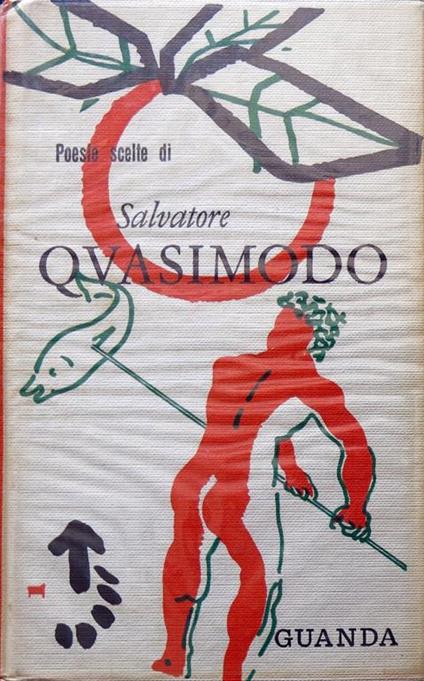 Poesie scelte di
Salvatore
QVASIMODO
1
GUANDA